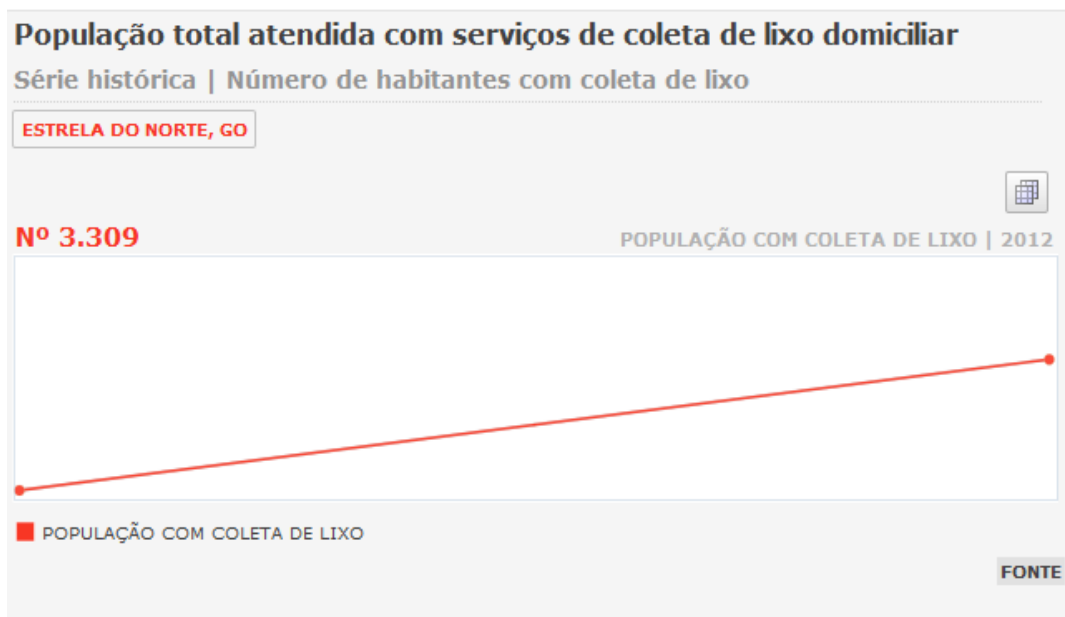 População total atendida com serviços de coleta de lixo domiciliar
Série histórica | Número de habitantes com coleta de lixo
ESTRELA DO NORTE, GO
Nº 3.309
POPULAÇÃO COM COLETA DE LIXO | 2012
POPULAÇÃO COM COLETA DE LIXO
FONTE